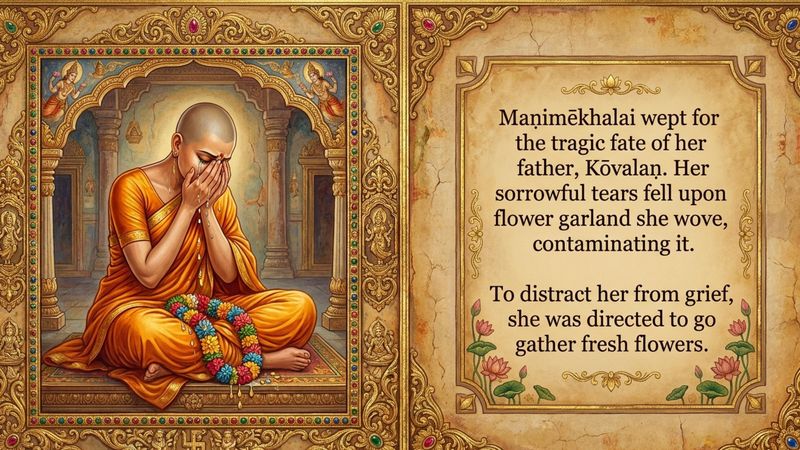 Maṇimēkhalai wept for
the tragic fate of her
father, Kōvalaṇ. Her
sorrowful tears fell upon
flower garland she wove,
contaminating it.
To distract her from grief,
she was directed to go
gather fresh flowers.